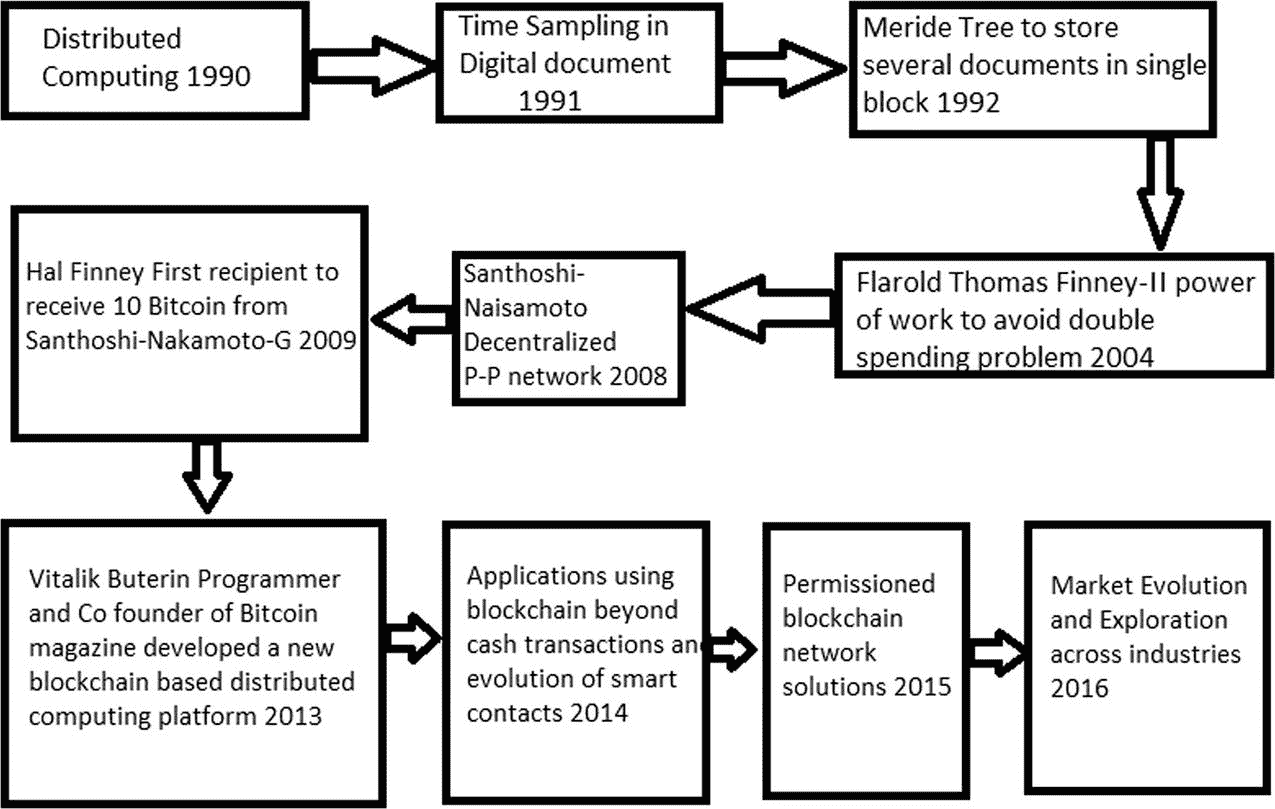 Distributed
Computing 1990
Time Sampling in
Digital document
1991
Meride Tree to store
several documents in single
block 1992
Flarold Thomas Finney-II power
of work to avoid double
spending problem 2004
Santhoshi-
Naisamoto
Decentralized
P-P network 2008
Hal Finney First recipient to
receive 10 Bitcoin from
Santhoshi-Nakamoto-G 2009
Vitalik Buterin Programmer
and Co founder of Bitcoin
magazine developed a new
blockchain based distributed
computing platform 2013
Applications using
blockchain beyond
cash transactions and
evolution of smart
contacts 2014
Permissioned
blockchain
network
solutions 2015
Market Evolution
and Exploration
across industries
2016